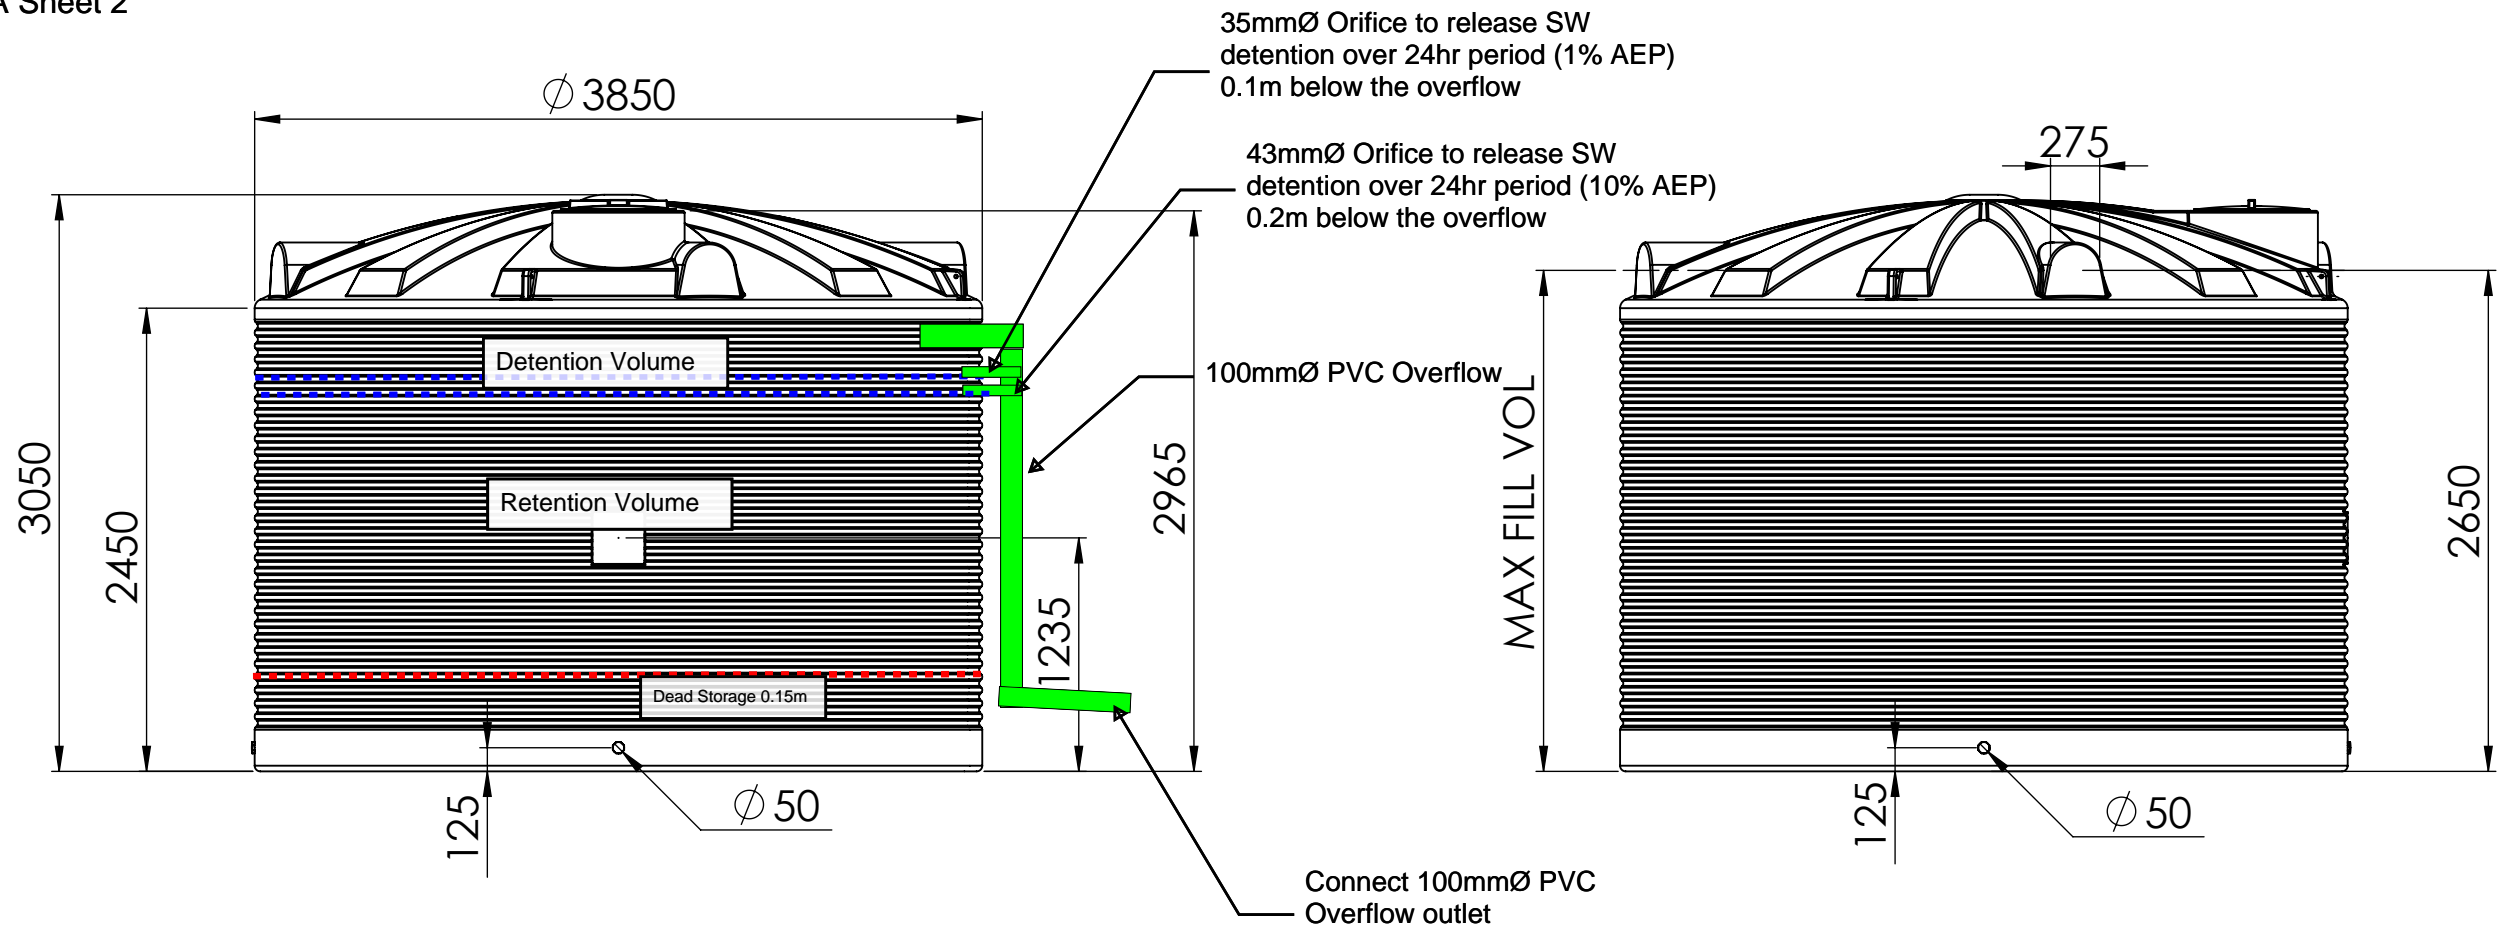 Sheet 2
35mmØ Orifice to release SW
detention over 24hr period (1% AEP)
0.1m below the overflow
43mmØ Orifice to release SW
detention over 24hr period (10% AEP)
0.2m below the overflow
100mmØ PVC Overflow
∅ 3850
3050
2450
Detention Volume
Retention Volume
Dead Storage 0.15m
2965
1235
125
∅ 50
Connect 100mmØ PVC
Overflow outlet
275
MAX FILL VOL
2650
125
∅ 50